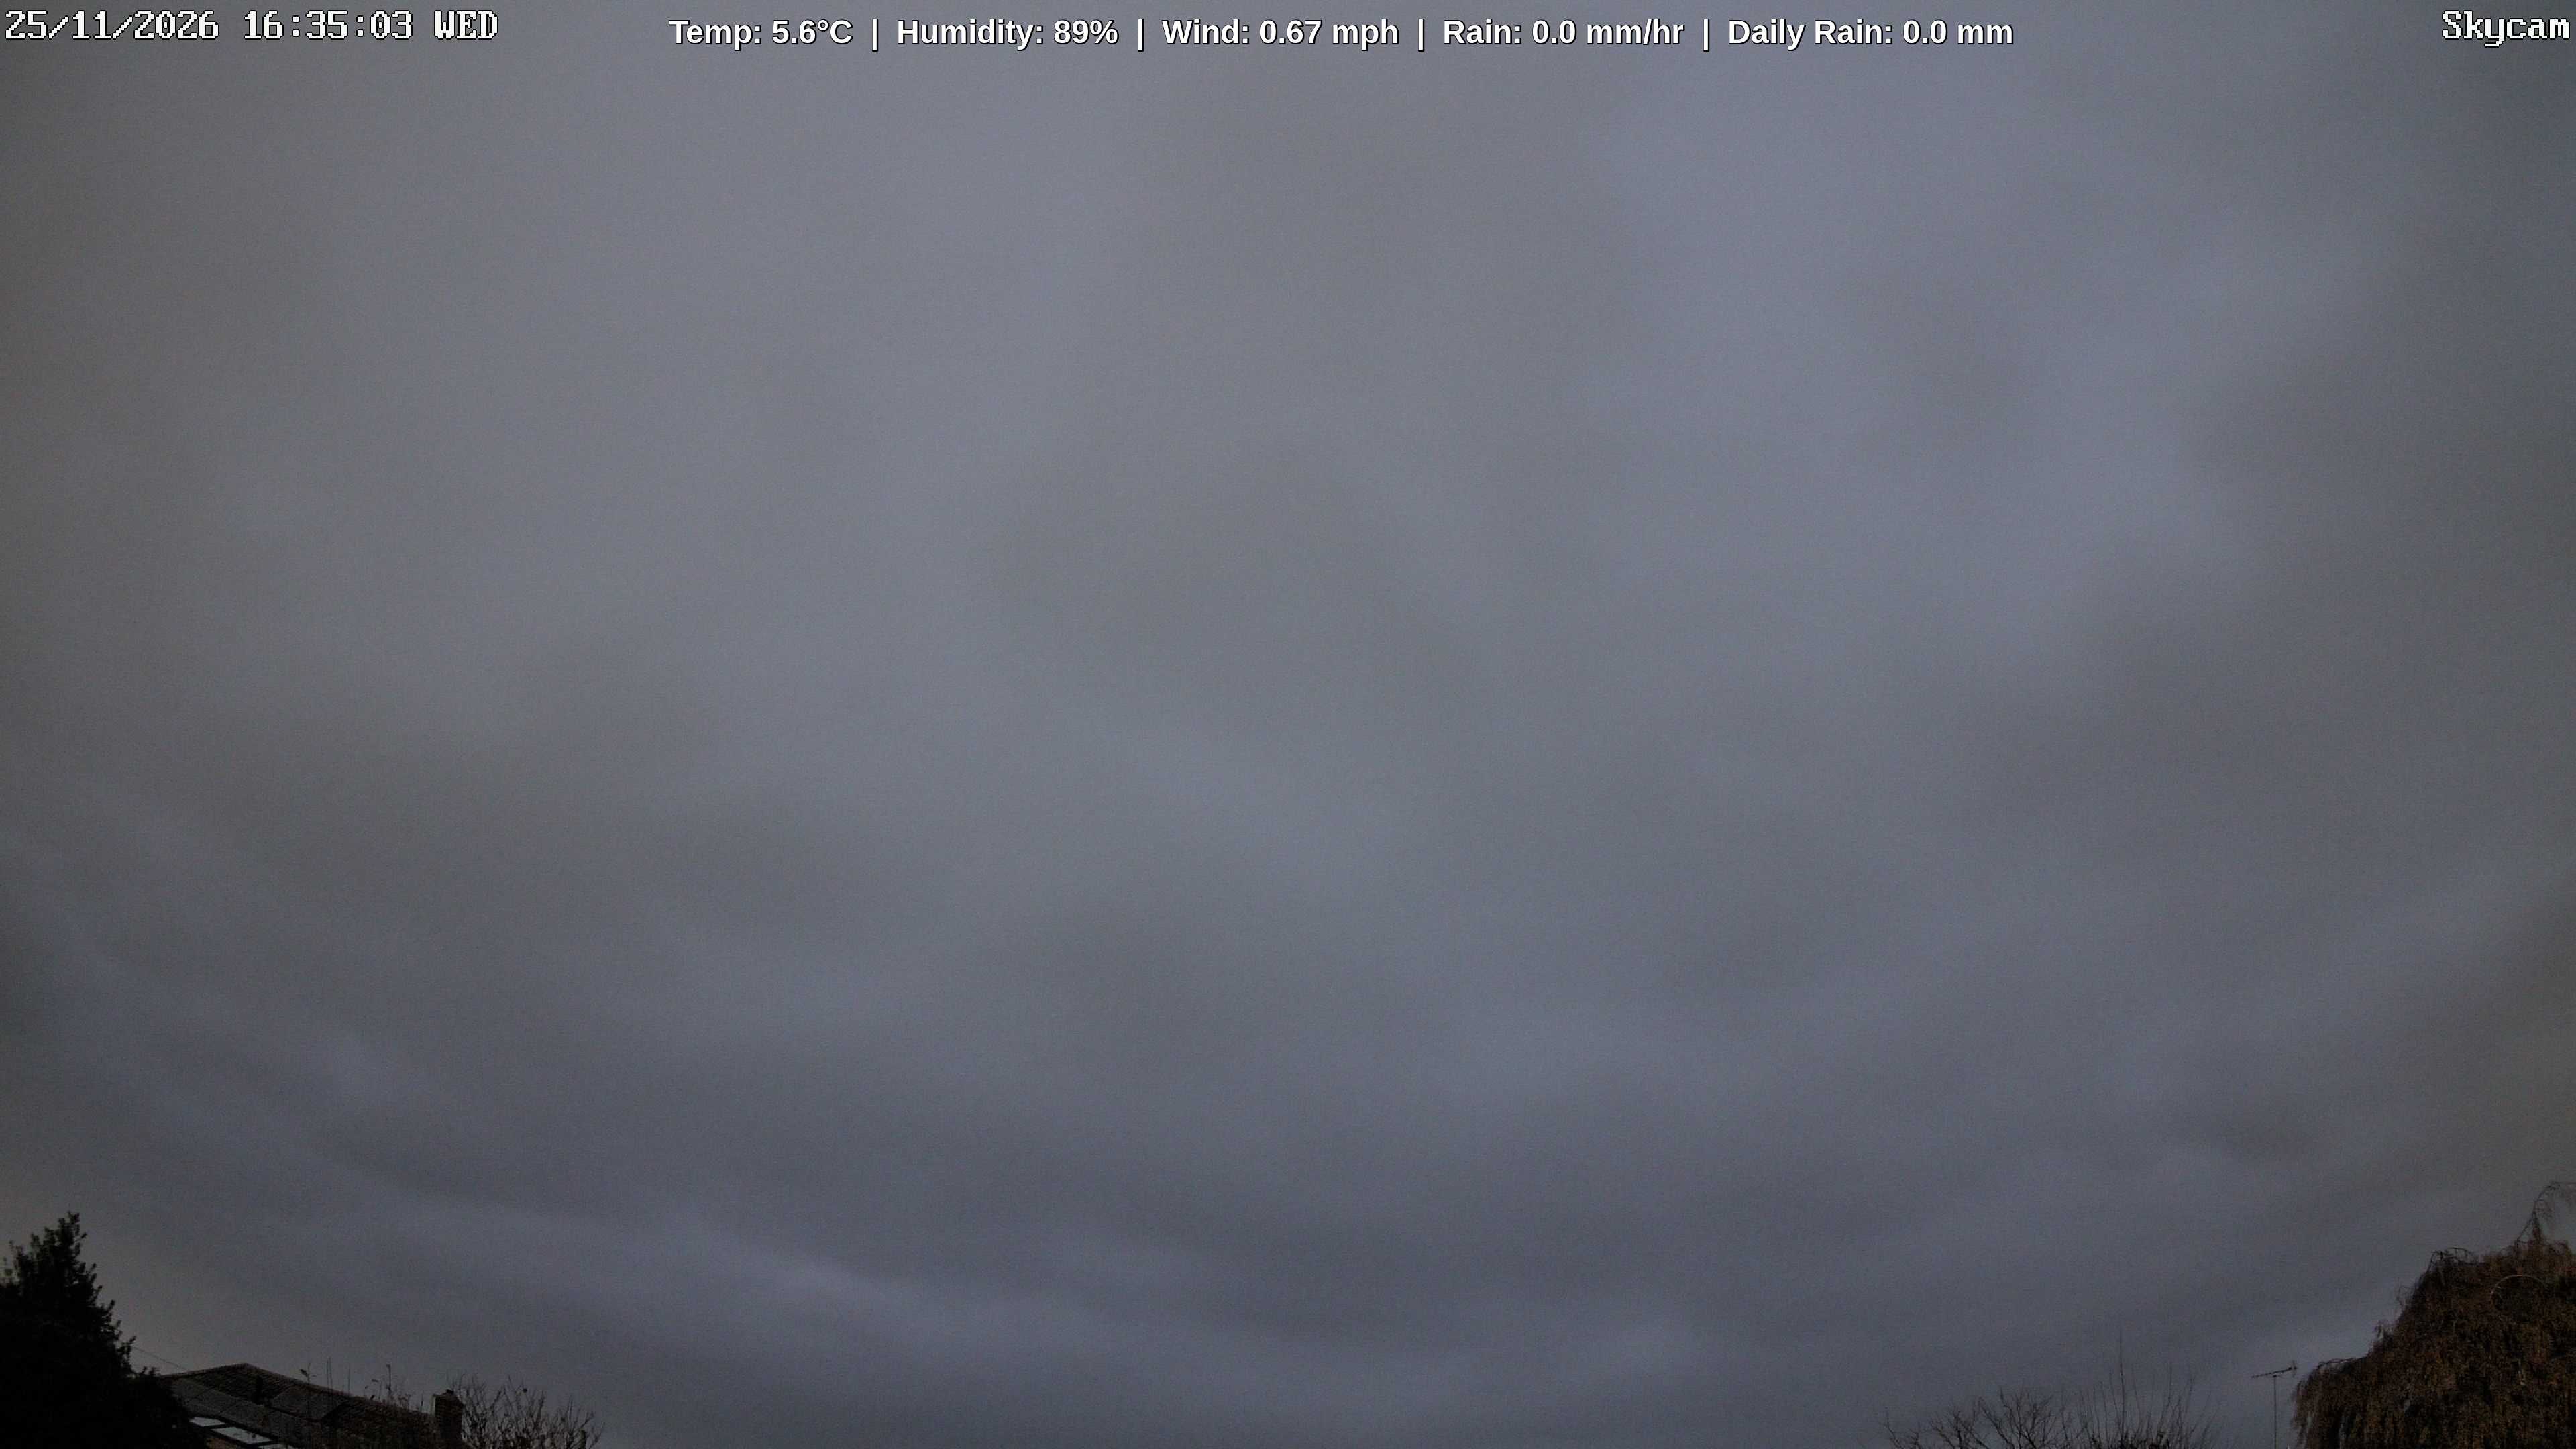 25/11/2026 16:35:03 WED
Temp: 5.6°C | Humidity: 89% | Wind: 0.67 mph | Rain: 0.0 mm/hr | Daily Rain: 0.0 mm
Skycam